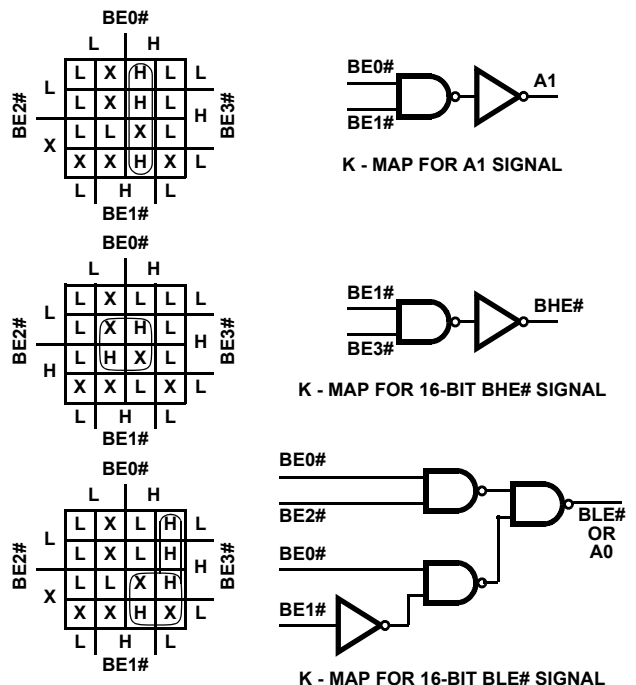 BE0#
L H
L X H L L
L L X H L
BE2# H BE3#
L L X L
X
X X H X L
L H L
BE1#
BE0#
A1
BE1#
K - MAP FOR A1 SIGNAL
BE0#
L H
L X L L L
L L X H L
BE2# H BE3#
L H X L
H
X X L X L
L H L
BE1#
BE1#
BHE#
BE3#
K - MAP FOR 16-BIT BHE# SIGNAL
BE0#
L H
L X L H L
L L X L H
BE2# H BE3#
L L X H
X
X X H X L
L H L
BE1#
BE0#
BE2#
BE0#
BE1#
BLE#
OR
A0
K - MAP FOR 16-BIT BLE# SIGNAL